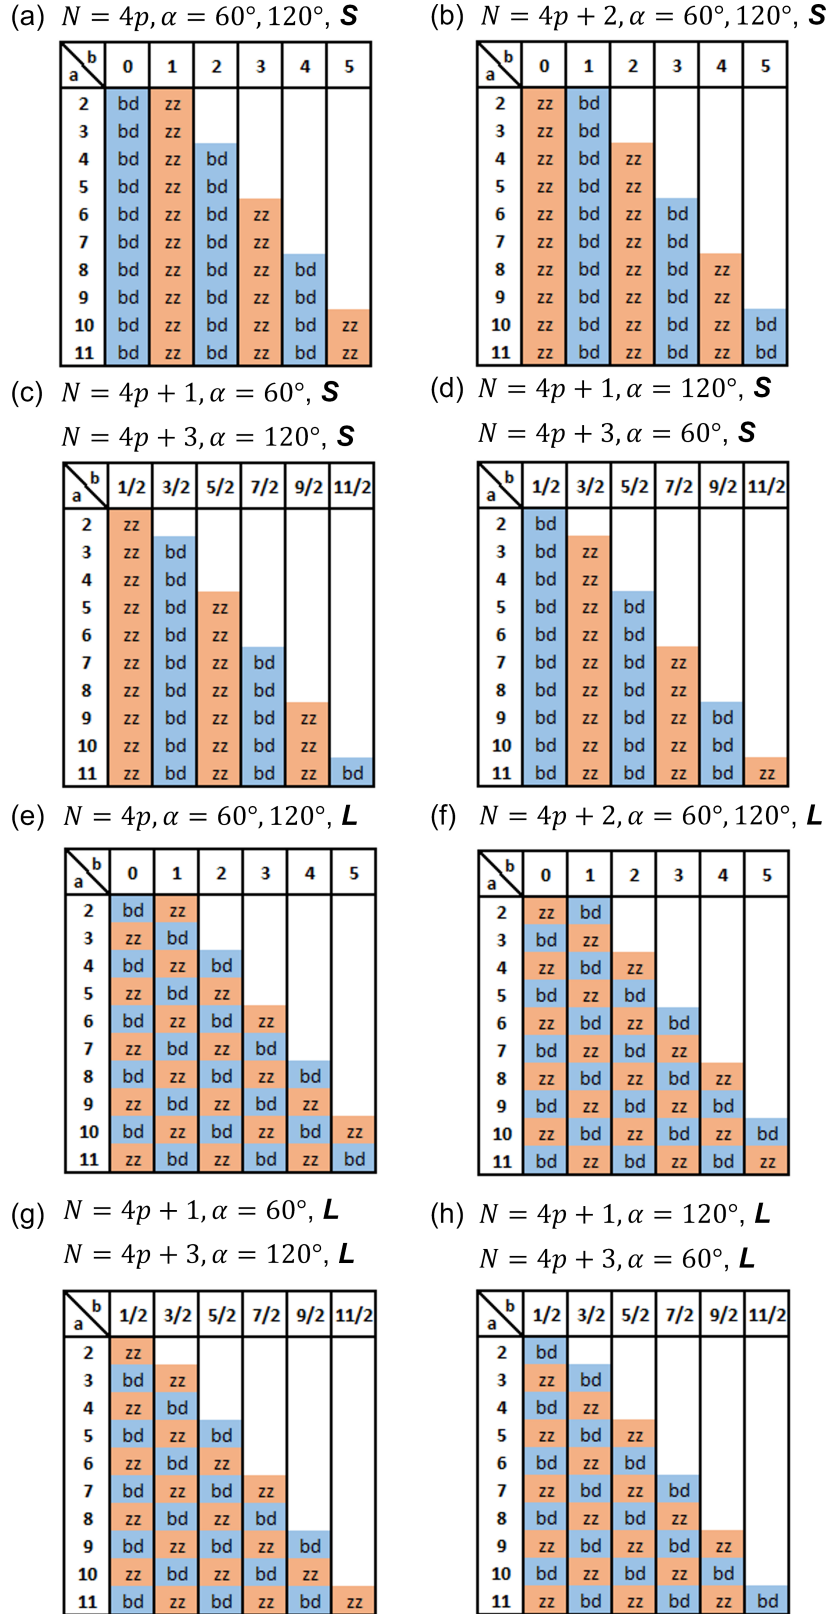 (a) N = 4p, α = 60°, 120°, S
a b 0 1 2 3 4 5
2 bd zz
3 bd zz
4 bd zz bd
5 bd zz bd
6 bd zz bd zz
7 bd zz bd zz
8 bd zz bd zz bd
9 bd zz bd zz bd
10 bd zz bd zz bd zz
11 bd zz bd zz bd zz
(b) N = 4p + 2, α = 60°, 120°, S
a b 0 1 2 3 4 5
2 zz bd
3 zz bd
4 zz bd zz
5 zz bd zz
6 zz bd zz bd
7 zz bd zz bd
8 zz bd zz bd zz
9 zz bd zz bd zz
10 zz bd zz bd zz bd
11 zz bd zz bd zz bd
(c) N = 4p + 1, α = 60°, S
N = 4p + 3, α = 120°, S
a b 1/2 3/2 5/2 7/2 9/2 11/2
2 zz
3 zz bd
4 zz bd
5 zz bd zz
6 zz bd zz
7 zz bd zz bd
8 zz bd zz bd
9 zz bd zz bd zz
10 zz bd zz bd zz
11 zz bd zz bd zz bd
(d) N = 4p + 1, α = 120°, S
N = 4p + 3, α = 60°, S
a b 1/2 3/2 5/2 7/2 9/2 11/2
2 bd
3 bd zz
4 bd zz
5 bd zz bd
6 bd zz bd
7 bd zz bd zz
8 bd zz bd zz
9 bd zz bd zz bd
10 bd zz bd zz bd
11 bd zz bd zz bd zz
(e) N = 4p, α = 60°, 120°, L
a b 0 1 2 3 4 5
2 bd zz
3 zz bd
4 bd zz bd
5 zz bd zz
6 bd zz bd zz
7 zz bd zz bd
8 bd zz bd zz bd
9 zz bd zz bd zz
10 bd zz bd zz bd zz
11 zz bd zz bd zz bd
(f) N = 4p + 2, α = 60°, 120°, L
a b 0 1 2 3 4 5
2 zz bd
3 bd zz
4 zz bd zz
5 bd zz bd
6 zz bd zz bd
7 bd zz bd zz
8 zz bd zz bd zz
9 bd zz bd zz bd
10 zz bd zz bd zz bd
11 bd zz bd zz bd zz
(g) N = 4p + 1, α = 60°, L
N = 4p + 3, α = 120°, L
a b 1/2 3/2 5/2 7/2 9/2 11/2
2 zz
3 bd zz
4 zz bd
5 bd zz bd
6 zz bd zz
7 bd zz bd zz
8 zz bd zz bd
9 bd zz bd zz bd
10 zz bd zz bd zz
11 bd zz bd zz bd zz
(h) N = 4p + 1, α = 120°, L
N = 4p + 3, α = 60°, L
a b 1/2 3/2 5/2 7/2 9/2 11/2
2 bd
3 zz bd
4 bd zz
5 zz bd zz
6 bd zz bd
7 zz bd zz bd
8 bd zz bd zz
9 zz bd zz bd zz
10 bd zz bd zz bd
11 zz bd zz bd zz bd